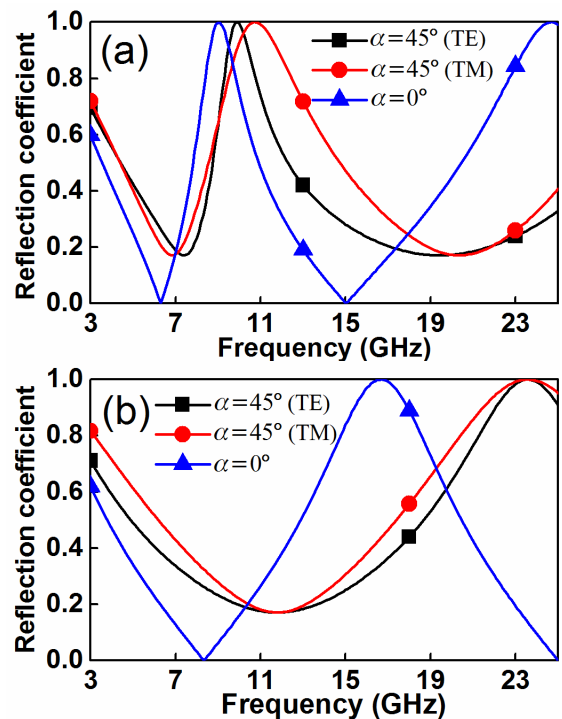 (a)
α=45° (TE)
α=45° (TM)
α=0°
Reflection coefficient
1.0
0.8
0.6
0.4
0.2
0.0
3 7 11 15 19 23
Frequency (GHz)
(b)
α=45° (TE)
α=45° (TM)
α=0°
Reflection coefficient
1.0
0.8
0.6
0.4
0.2
0.0
3 7 11 15 19 23
Frequency (GHz)